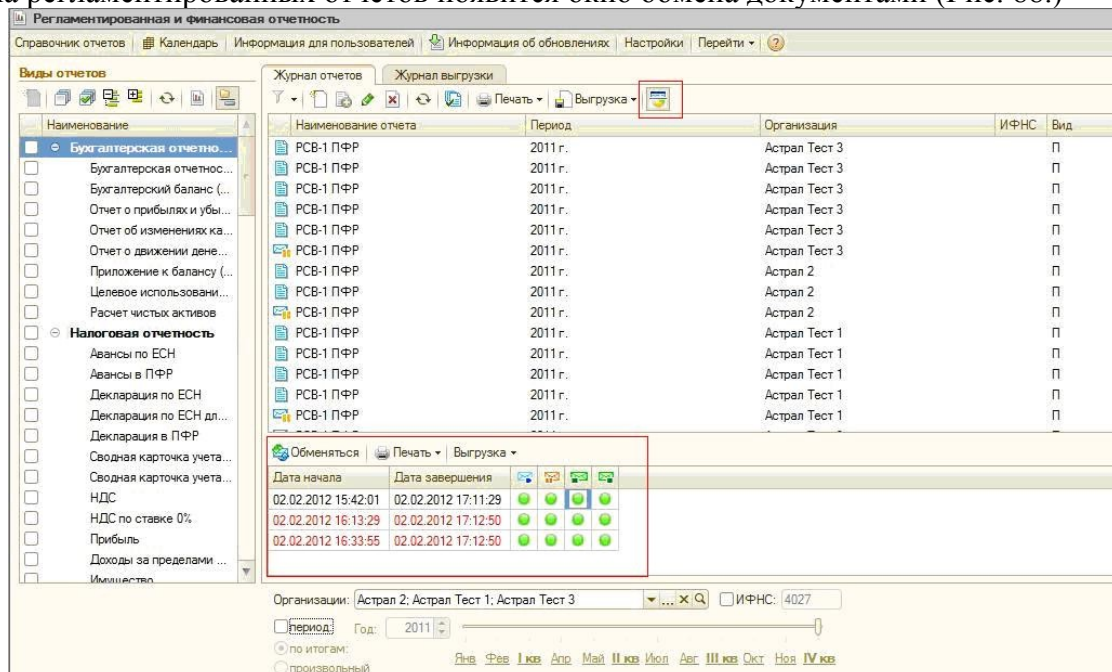 на регламентированных отчетов появится окно обмена документами (Рис. 88.)
Регламентированная и финансовая отчетность
Справочник отчетов Календарь Информация для пользователей Информация об обновлениях Настройки Перейти
Виды отчетов
Журнал отчетов Журнал выгрузки
Печать Выгрузка
Наименование
Наименование отчета Период Организация ИФНС Вид
Бухгалтерская отчетно...
РСВ-1 ПФР 2011 г. Астрал Тест 3 П
Бухгалтерская отчетнос...
РСВ-1 ПФР 2011 г. Астрал Тест 3 П
Бухгалтерский баланс (...
РСВ-1 ПФР 2011 г. Астрал Тест 3 П
Отчет о прибылях и убы...
РСВ-1 ПФР 2011 г. Астрал Тест 3 П
Отчет об изменениях ка...
РСВ-1 ПФР 2011 г. Астрал Тест 3 П
Отчет о движении дене...
РСВ-1 ПФР 2011 г. Астрал Тест 3 П
Приложение к балансу (...
РСВ-1 ПФР 2011 г. Астрал 2 П
Целевое использовани...
РСВ-1 ПФР 2011 г. Астрал 2 П
Расчет чистых активов
РСВ-1 ПФР 2011 г. Астрал 2 П
Налоговая отчетность
РСВ-1 ПФР 2011 г. Астрал Тест 1 П
Авансы по ЕСН
РСВ-1 ПФР 2011 г. Астрал Тест 1 П
Авансы в ПФР
РСВ-1 ПФР 2011 г. Астрал Тест 1 П
Декларация по ЕСН
РСВ-1 ПФР 2011 г. Астрал Тест 1 П
Декларация по ЕСН дл...
РСВ-1 ПФР 2011 г. Астрал Тест 1 П
Декларация в ПФР
Сводная карточка учета...
Сводная карточка учета...
НДС
НДС по ставке 0%
Прибыль
Доходы за пределами ...
Имущество
Обменяться Печать Выгрузка
Дата начала Дата завершения
02.02.2012 15:42:01 02.02.2012 17:11:29
02.02.2012 16:13:29 02.02.2012 17:12:50
02.02.2012 16:33:55 02.02.2012 17:12:50
Организации: Астрал 2; Астрал Тест 1; Астрал Тест 3 ИФНС: 4027
период: Год: 2011
по итогам:
Янв Фев I кв Апр Май II кв Июл Авг III кв Окт Ноя IV кв
произвольный